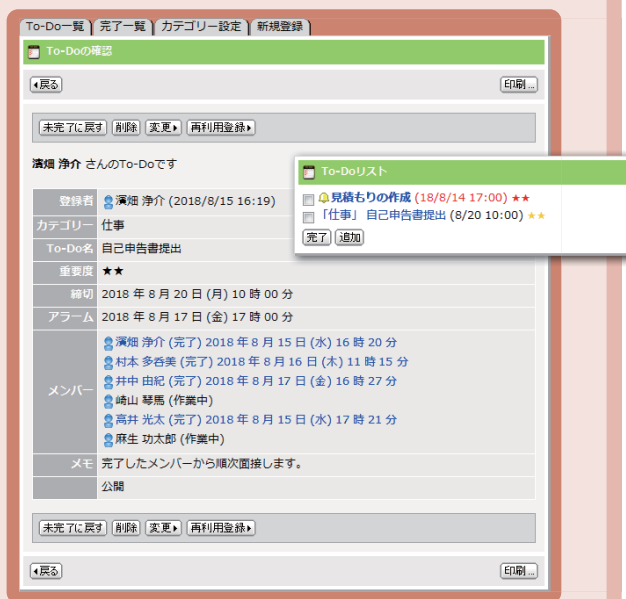 To-Do一覧 完了一覧 カテゴリー設定 新規登録
To-Doの確認
戻る 印刷...
未完了に戻す 削除 変更 再利用登録
濱畑 浄介 さんのTo-Doです
登録者 濱畑 浄介 (2018/8/15 16:19)
カテゴリー 仕事
To-Do名 自己申告書提出
重要度 ★★
締切 2018 年 8 月 20 日 (月) 10 時 00 分
アラーム 2018 年 8 月 17 日 (金) 17 時 00 分
メンバー
濱畑 浄介 (完了) 2018 年 8 月 15 日 (水) 16 時 20 分
村本 多呑美 (完了) 2018 年 8 月 16 日 (木) 11 時 15 分
井中 由紀 (完了) 2018 年 8 月 17 日 (金) 16 時 27 分
崎山 琴馬 (作業中)
高井 光太 (完了) 2018 年 8 月 15 日 (水) 17 時 21 分
麻生 功太郎 (作業中)
メモ 完了したメンバーから順次面接します。
公開
未完了に戻す 削除 変更 再利用登録
戻る 印刷...
To-Doリスト
見積もりの作成 (18/8/14 17:00) ★★
「仕事」 自己申告書提出 (8/20 10:00) ★★
完了 追加